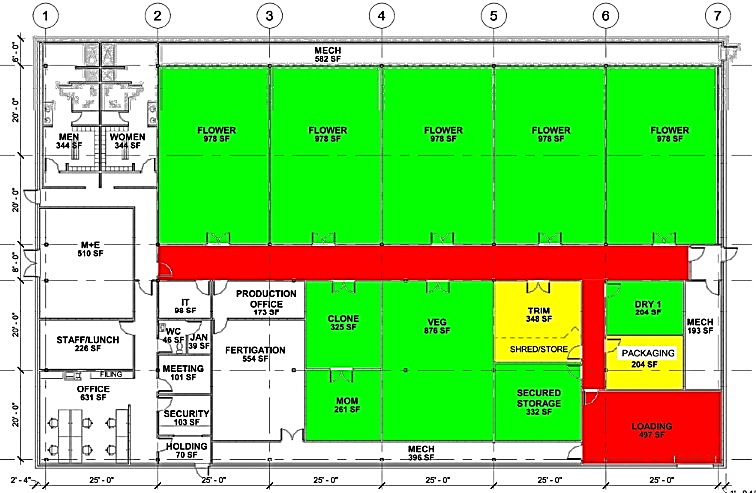 1 2 3 4 5 6 7
MECH
582 SF
6' - 0"
20' - 0"
FLOWER
978 SF
FLOWER
978 SF
FLOWER
978 SF
FLOWER
978 SF
FLOWER
978 SF
MEN
344 SF
WOMEN
344 SF
20' - 0"
M+E
510 SF
8' - 0"
IT
98 SF
PRODUCTION
OFFICE
173 SF
CLONE
325 SF
VEG
876 SF
TRIM
348 SF
SHRED/STORE
DRY 1
204 SF
MECH
193 SF
20' - 0"
STAFF/LUNCH
226 SF
WC
46 SF
JAN
39 SF
FERTIGATION
554 SF
PACKAGING
204 SF
MEETING
101 SF
FILING
OFFICE
631 SF
MOM
261 SF
SECURED
STORAGE
332 SF
20' - 0"
SECURITY
103 SF
LOADING
497 SF
HOLDING
70 SF
MECH
396 SF
2' - 4" 25' - 0" 25' - 0" 25' - 0" 25' - 0" 25' - 0" 25' - 0"